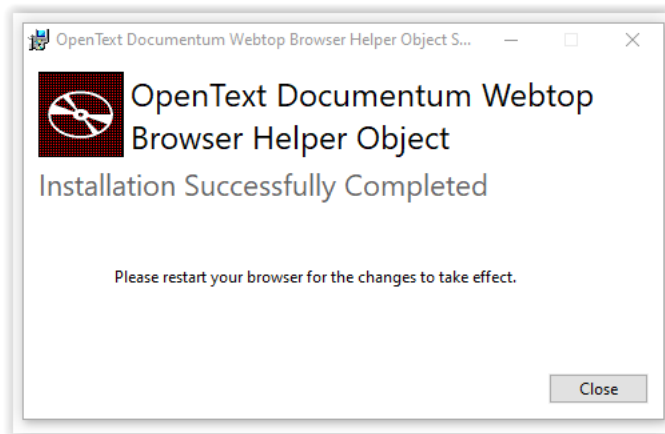 OpenText Documentum Webtop Browser Helper Object S...
OpenText Documentum Webtop
Browser Helper Object
Installation Successfully Completed
Please restart your browser for the changes to take effect.
Close